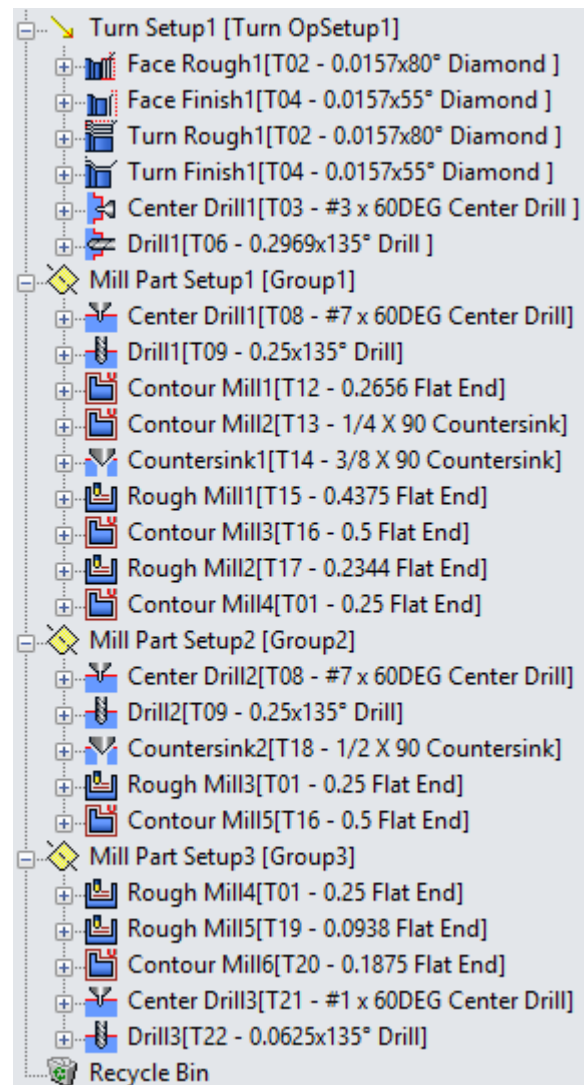 Turn Setup1 [Turn OpSetup1]
Face Rough1[T02 - 0.0157x80° Diamond ]
Face Finish1[T04 - 0.0157x55° Diamond ]
Turn Rough1[T02 - 0.0157x80° Diamond ]
Turn Finish1[T04 - 0.0157x55° Diamond ]
Center Drill1[T03 - #3 x 60DEG Center Drill ]
Drill1[T06 - 0.2969x135° Drill ]
Mill Part Setup1 [Group1]
Center Drill1[T08 - #7 x 60DEG Center Drill]
Drill1[T09 - 0.25x135° Drill]
Contour Mill1[T12 - 0.2656 Flat End]
Contour Mill2[T13 - 1/4 X 90 Countersink]
Countersink1[T14 - 3/8 X 90 Countersink]
Rough Mill1[T15 - 0.4375 Flat End]
Contour Mill3[T16 - 0.5 Flat End]
Rough Mill2[T17 - 0.2344 Flat End]
Contour Mill4[T01 - 0.25 Flat End]
Mill Part Setup2 [Group2]
Center Drill2[T08 - #7 x 60DEG Center Drill]
Drill2[T09 - 0.25x135° Drill]
Countersink2[T18 - 1/2 X 90 Countersink]
Rough Mill3[T01 - 0.25 Flat End]
Contour Mill5[T16 - 0.5 Flat End]
Mill Part Setup3 [Group3]
Rough Mill4[T01 - 0.25 Flat End]
Rough Mill5[T19 - 0.0938 Flat End]
Contour Mill6[T20 - 0.1875 Flat End]
Center Drill3[T21 - #1 x 60DEG Center Drill]
Drill3[T22 - 0.0625x135° Drill]
Recycle Bin